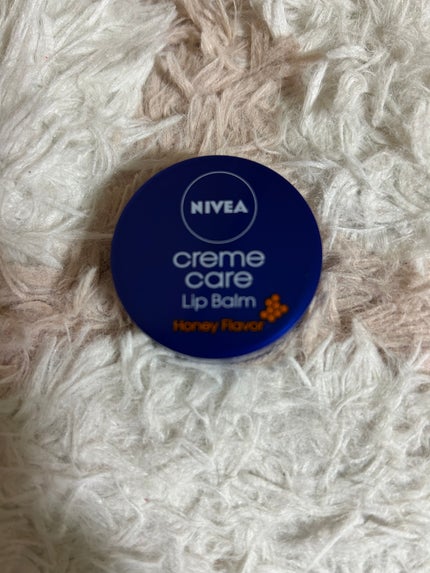 NIVEA
creme
care
Lip Balm
Honey Flavor